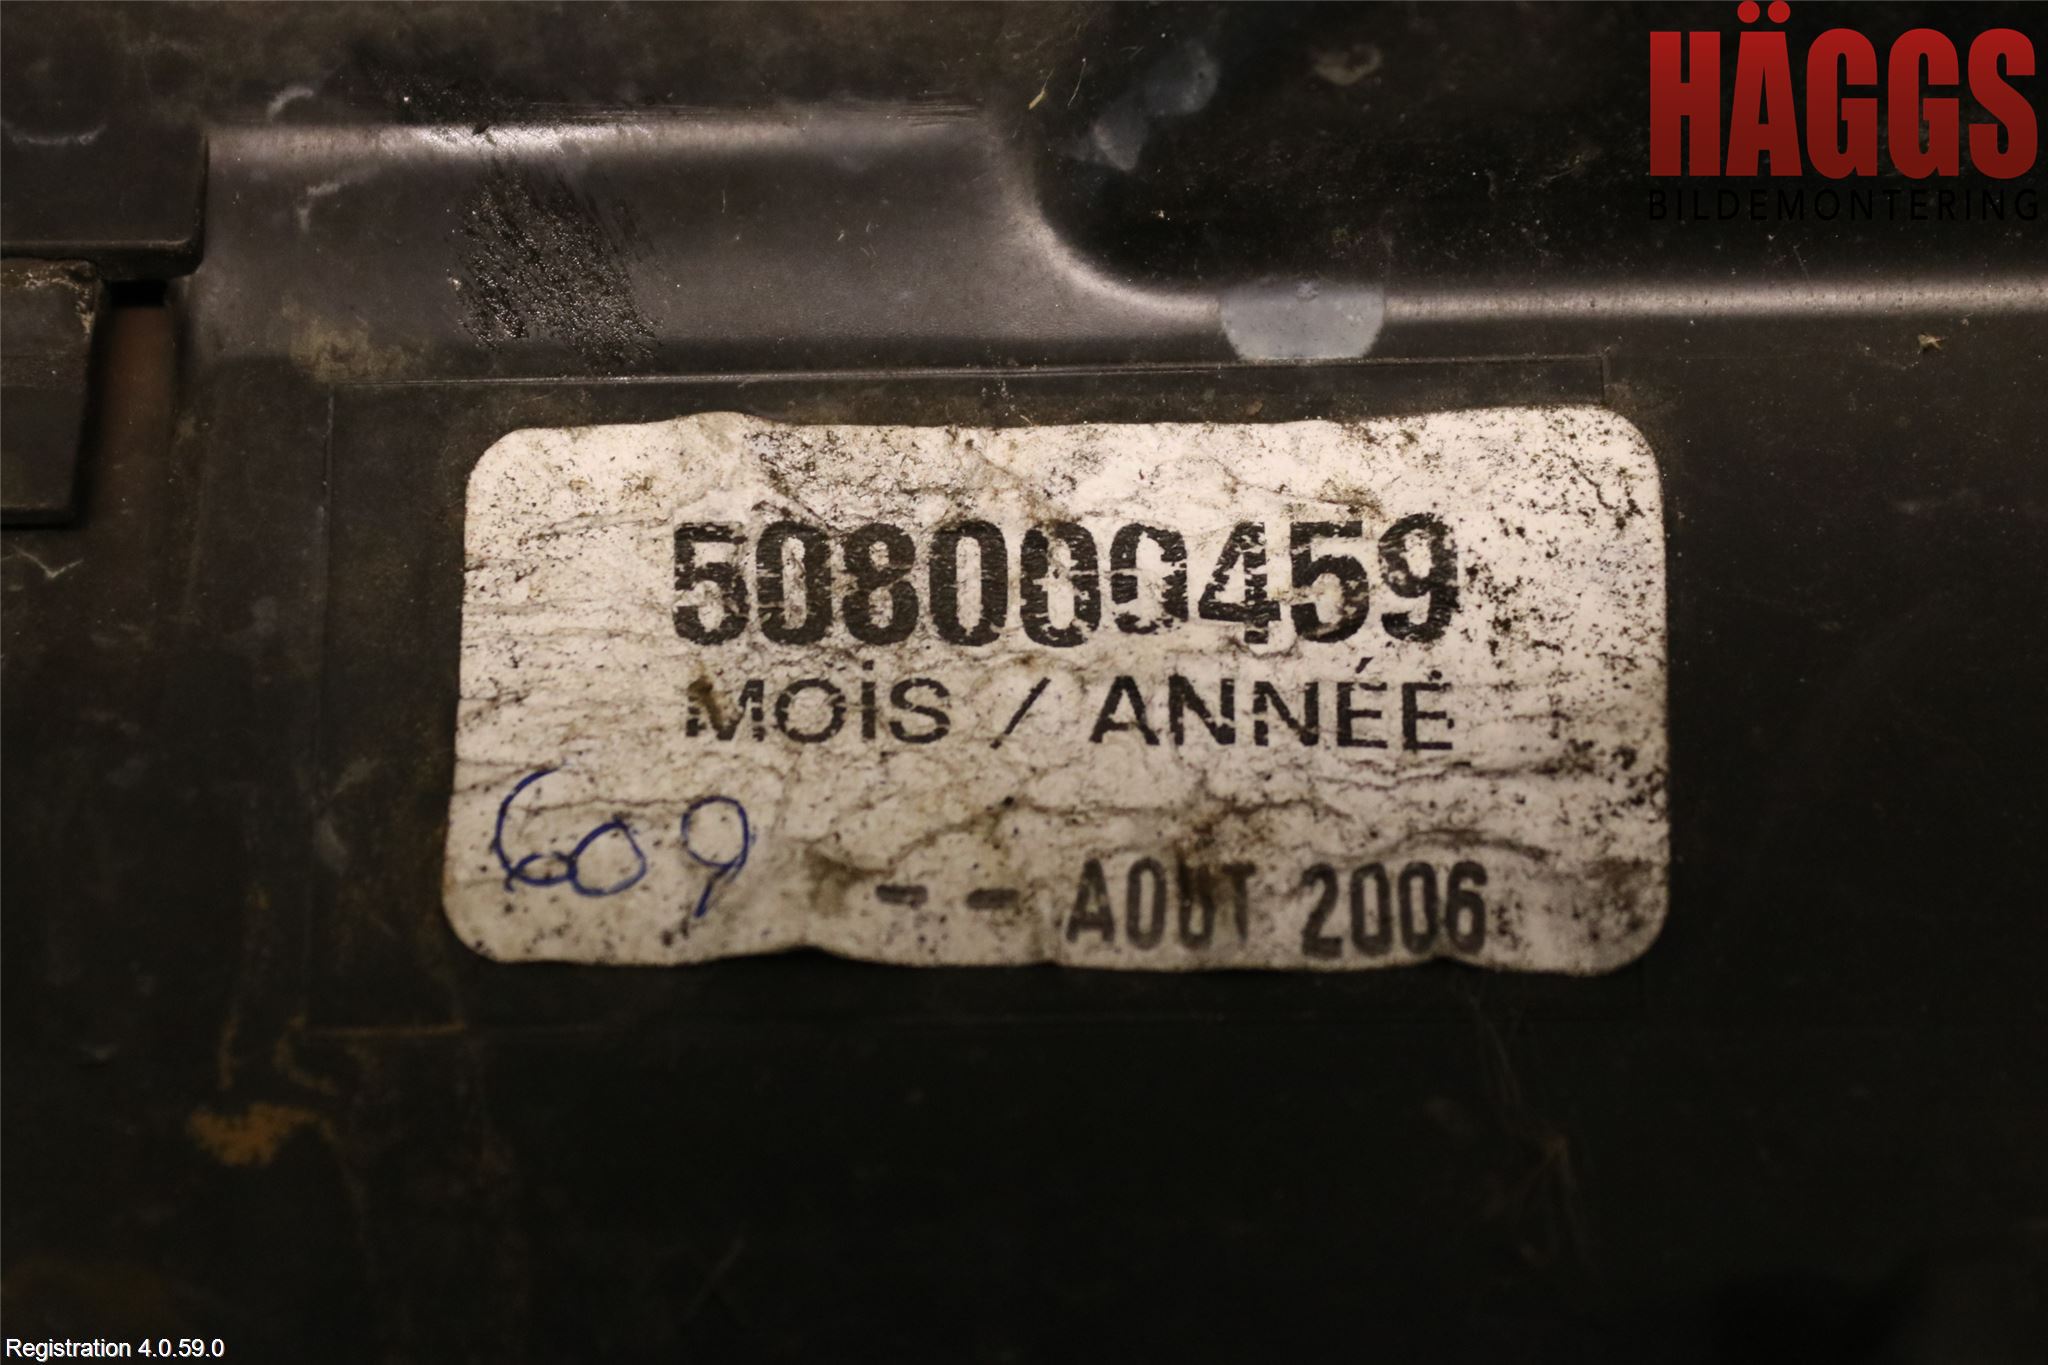 HÄGGS
BILDEMONTERING
508000459
MOIS / ANNÉE
609
-- AOUT 2006
Registration 4.0.59.0